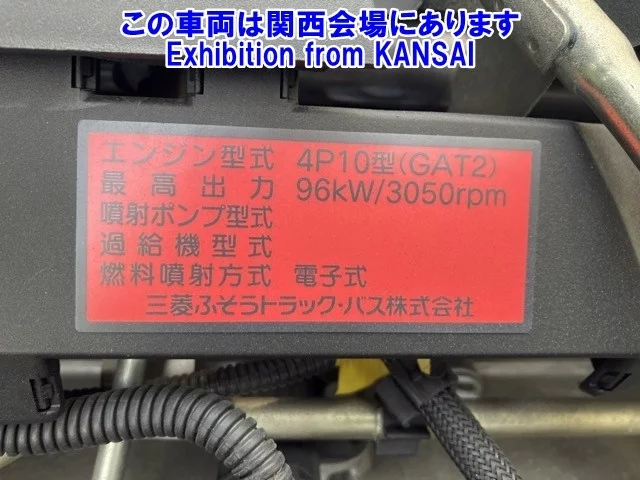 この車両は関西会場にあります
Exhibition from KANSAI
エンジン型式 4P10型(GAT2)
最高出力 96kW/3050rpm
噴射ポンプ型式
過給機型式
燃料噴射方式 電子式
三菱ふそうトラック・バス株式会社